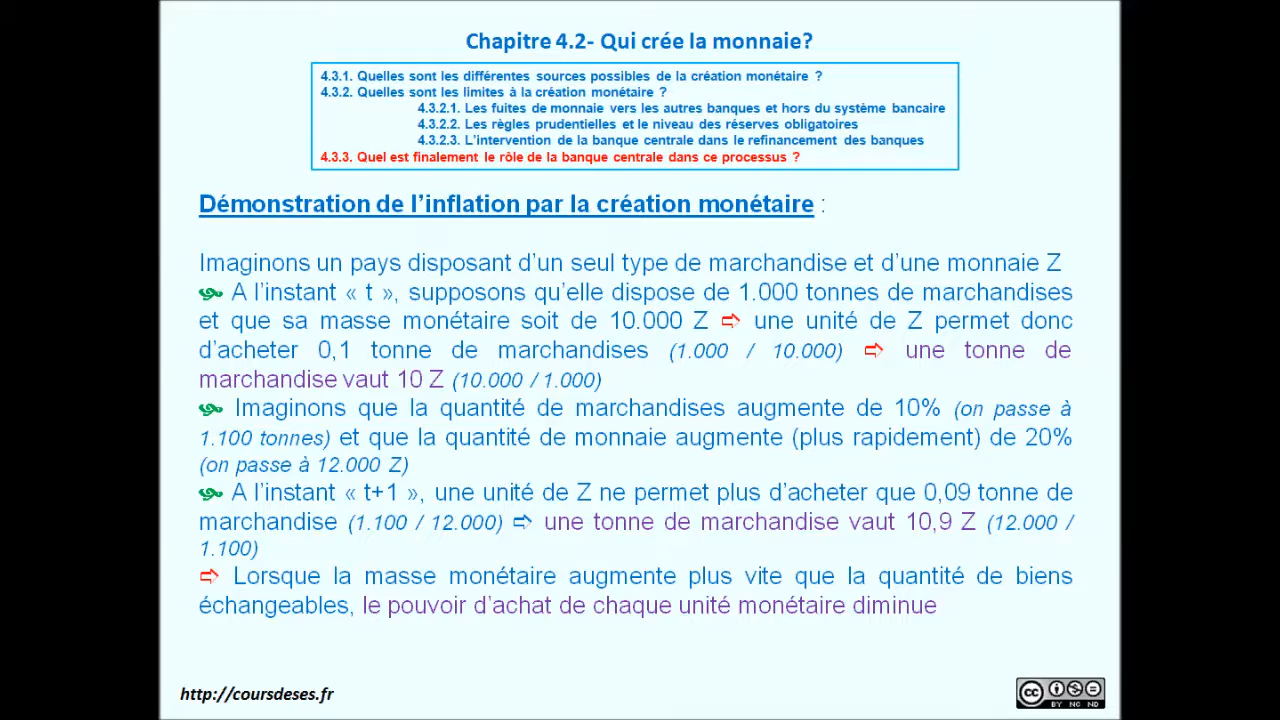 Chapitre 4.2- Qui crée la monnaie?
4.3.1. Quelles sont les différentes sources possibles de la création monétaire ?
4.3.2. Quelles sont les limites à la création monétaire ?
4.3.2.1. Les fuites de monnaie vers les autres banques et hors du système bancaire
4.3.2.2. Les règles prudentielles et le niveau des réserves obligatoires
4.3.2.3. L’intervention de la banque centrale dans le refinancement des banques
4.3.3. Quel est finalement le rôle de la banque centrale dans ce processus ?
Démonstration de l’inflation par la création monétaire :
Imaginons un pays disposant d’un seul type de marchandise et d’une monnaie Z
A l’instant « t », supposons qu’elle dispose de 1.000 tonnes de marchandises
et que sa masse monétaire soit de 10.000 Z ➪ une unité de Z permet donc
d’acheter 0,1 tonne de marchandises (1.000 / 10.000) ➪ une tonne de
marchandise vaut 10 Z (10.000 / 1.000)
Imaginons que la quantité de marchandises augmente de 10% (on passe à
1.100 tonnes) et que la quantité de monnaie augmente (plus rapidement) de 20%
(on passe à 12.000 Z)
A l’instant « t+1 », une unité de Z ne permet plus d’acheter que 0,09 tonne de
marchandise (1.100 / 12.000) ➪ une tonne de marchandise vaut 10,9 Z (12.000 /
1.100)
➪ Lorsque la masse monétaire augmente plus vite que la quantité de biens
échangeables, le pouvoir d’achat de chaque unité monétaire diminue
http://coursdeses.fr
cc
BY NC ND